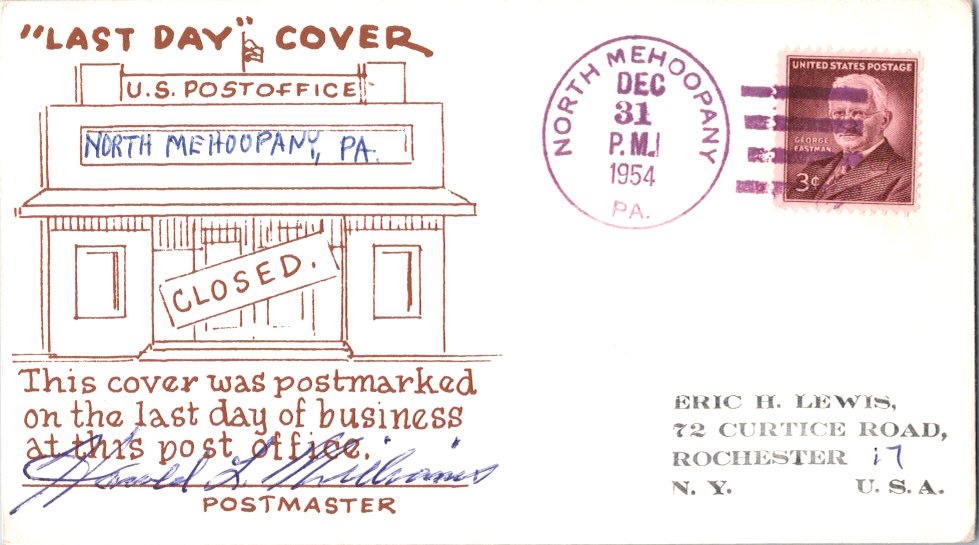 "LAST DAY" COVER
U.S. POSTOFFICE
NORTH MEHOOPANY, PA.
CLOSED.
This cover was postmarked
on the last day of business
at this post office.
Harold L. Williams
POSTMASTER
NORTH MEHOOPANY
DEC
31
P.M.
1954
PA.
UNITED STATES POSTAGE
GEORGE
EASTMAN
3¢
ERIC H. LEWIS,
72 CURTICE ROAD,
ROCHESTER 17
N. Y. U. S. A.